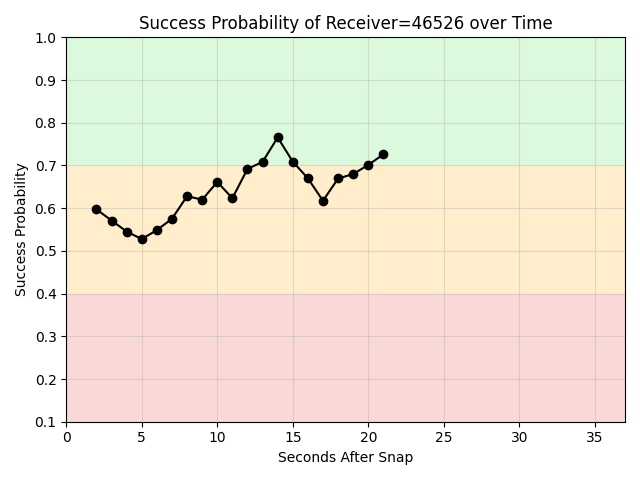 Success Probability of Receiver=46526 over Time
1.0
0.9
0.8
0.7
0.6
0.5
0.4
0.3
0.2
0.1
Success Probability
0 5 10 15 20 25 30 35
Seconds After Snap